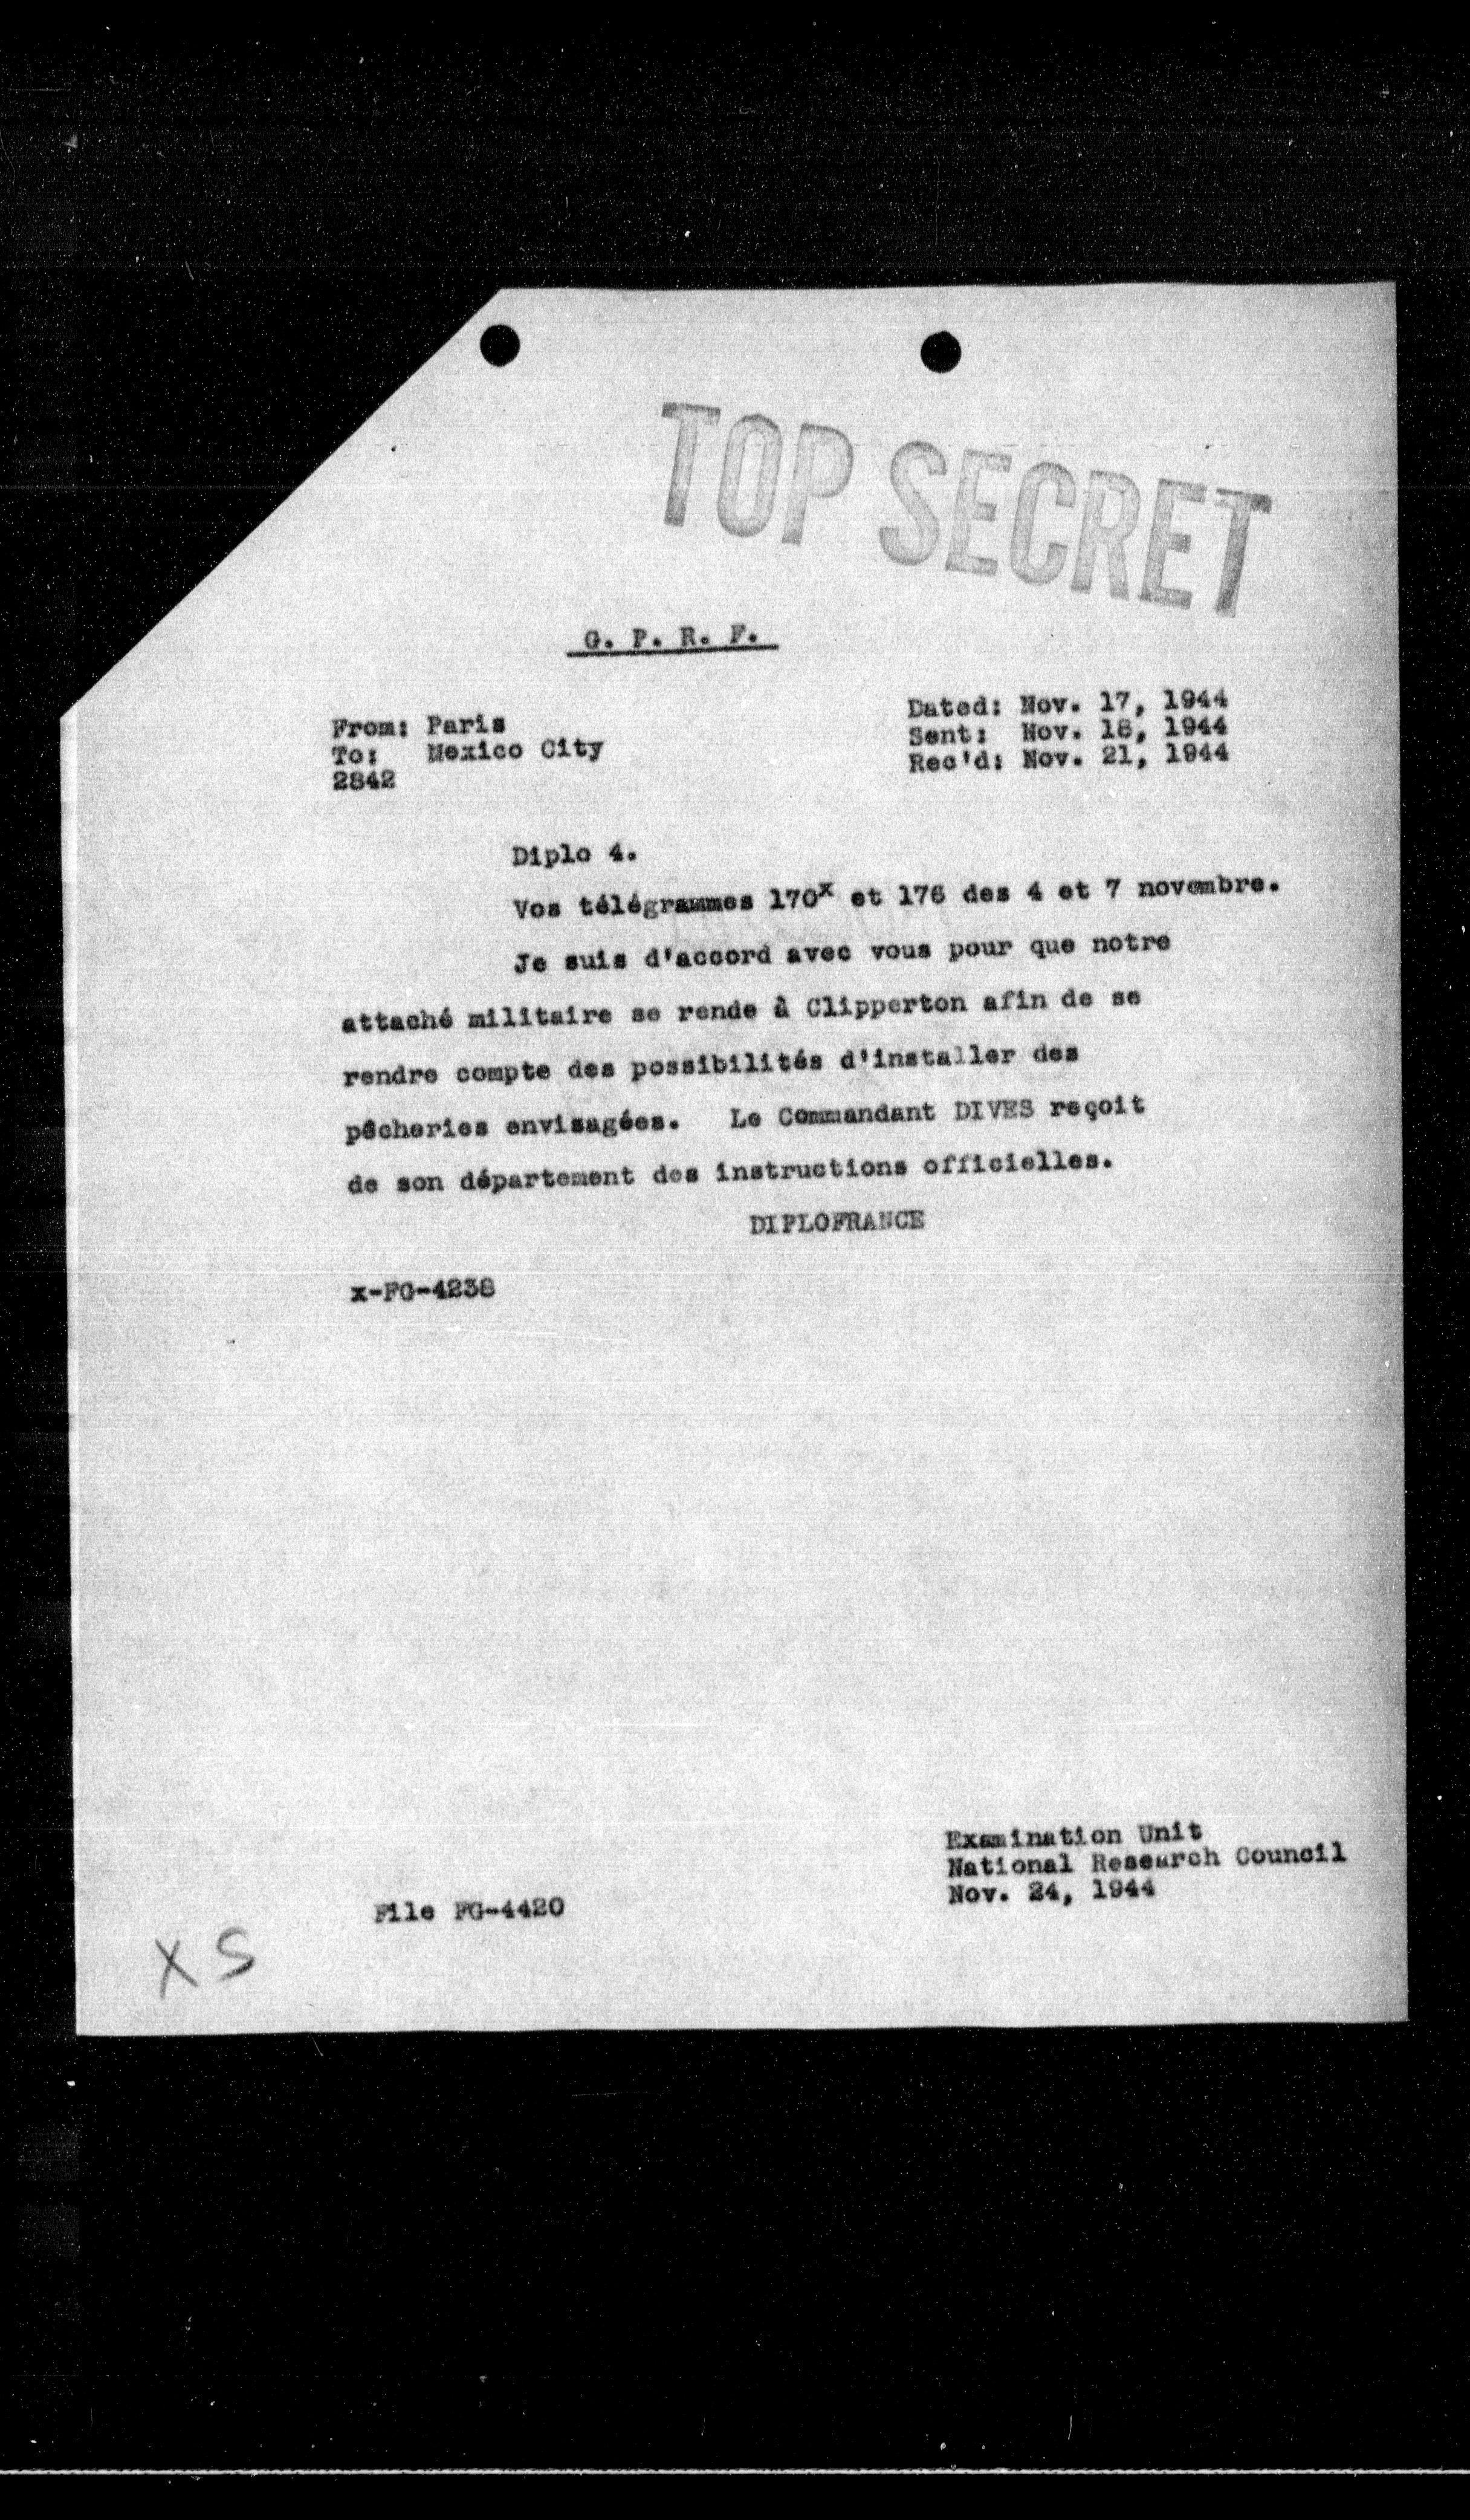 TOP SECRET
G. P. R. F.
From: Paris
To: Mexico City
2842
Dated: Nov. 17, 1944
Sent: Nov. 18, 1944
Rec'd: Nov. 21, 1944
Diplo 4.
Vos télégrammes 170x et 176 des 4 et 7 novembre.
Je suis d'accord avec vous pour que notre
attaché militaire se rende à Clipperton afin de se
rendre compte des possibilités d'installer des
pêcheries envisagées. Le Commandant DIVES reçoit
de son département des instructions officielles.
DIPLOFRANCE
x-FG-4238
Examination Unit
National Research Council
Nov. 24, 1944
File FG-4420
XS